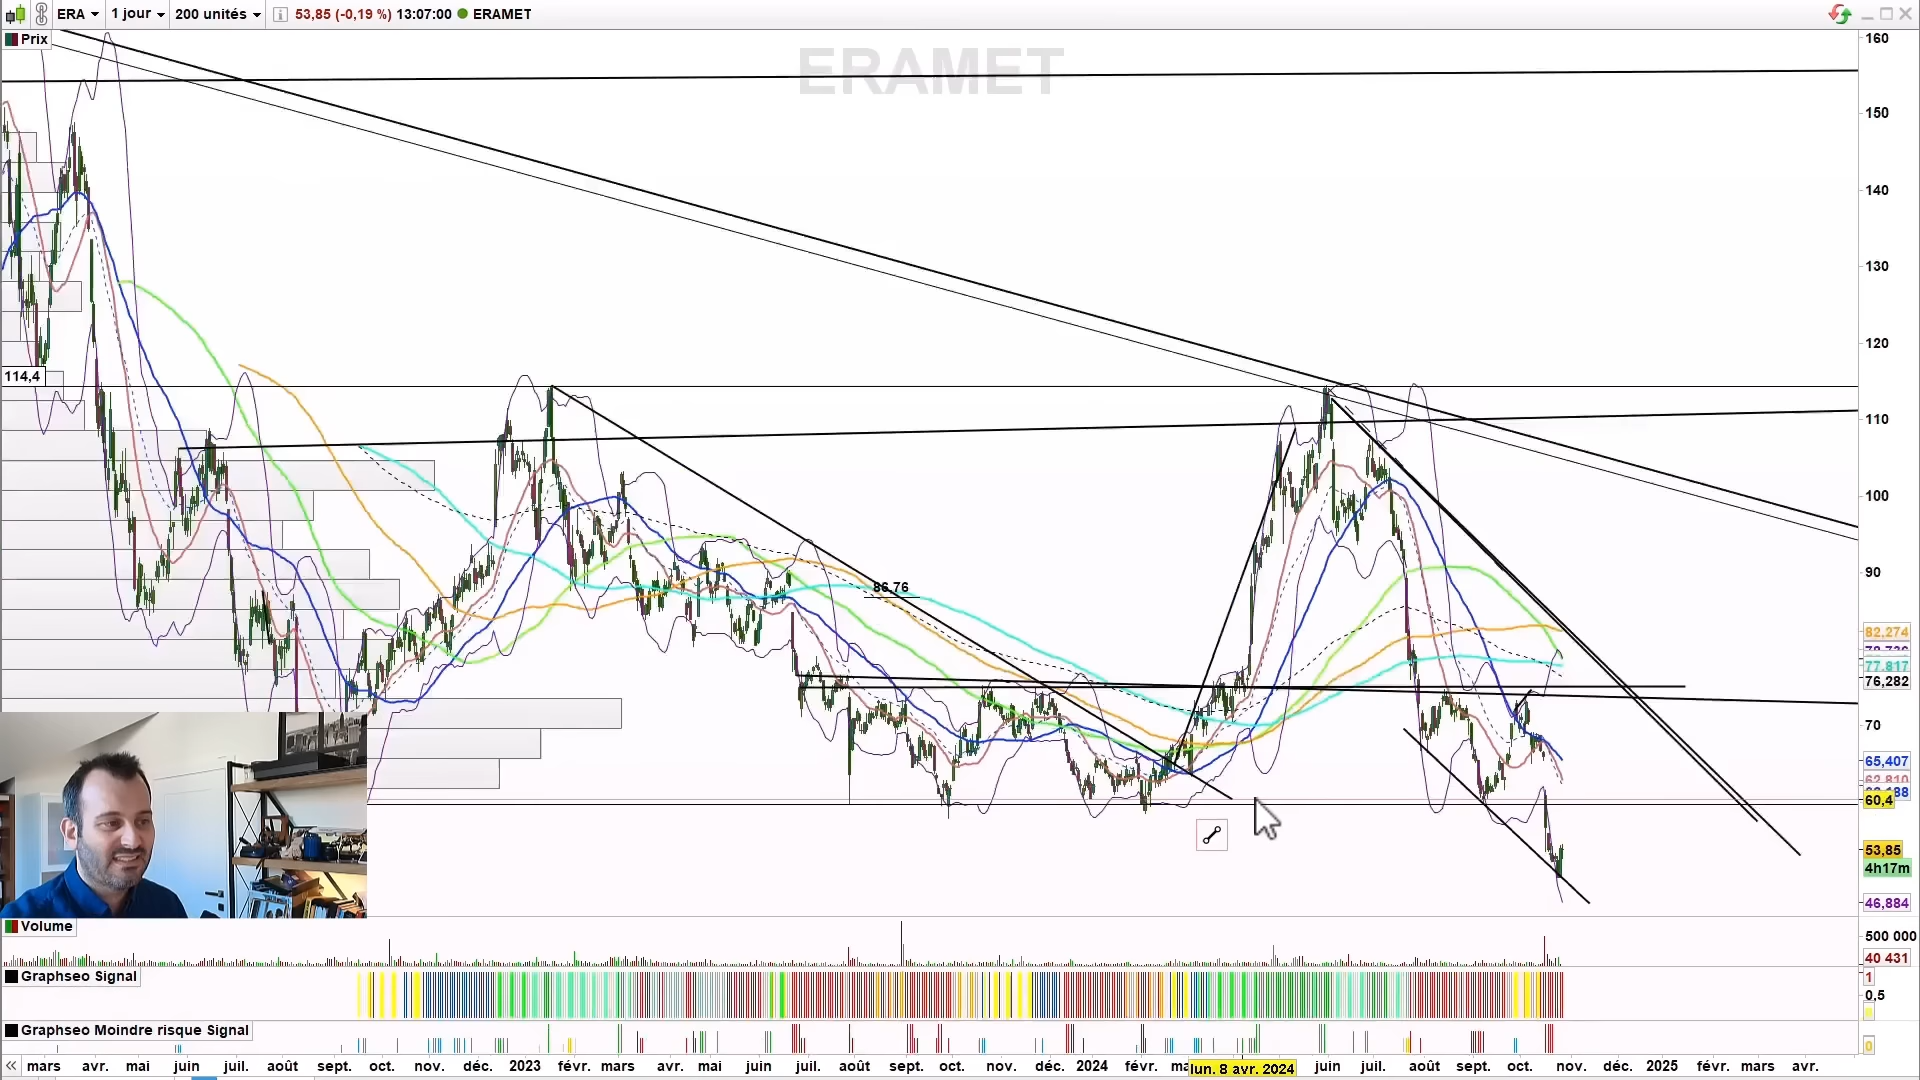 ERA 1 jour 200 unités 53,85 (-0,19 %) 13:07:00 ERAMET
Prix
ERAMET
160
150
140
130
120
114,4
110
100
90
86,76
82,274
77,817
76,282
70
65,407
60,4
53,85
4h17m
46,884
Volume
500 000
40 431
Graphseo Signal
1
0,5
Graphseo Moindre risque Signal
0
mars avr. mai juin juil. août sept. oct. nov. déc. 2023 févr. mars avr. mai juin juil. août sept. oct. nov. déc. 2024 févr. lun. 8 avr. 2024 juin juil. août sept. oct. nov. déc. 2025 févr. mars avr.